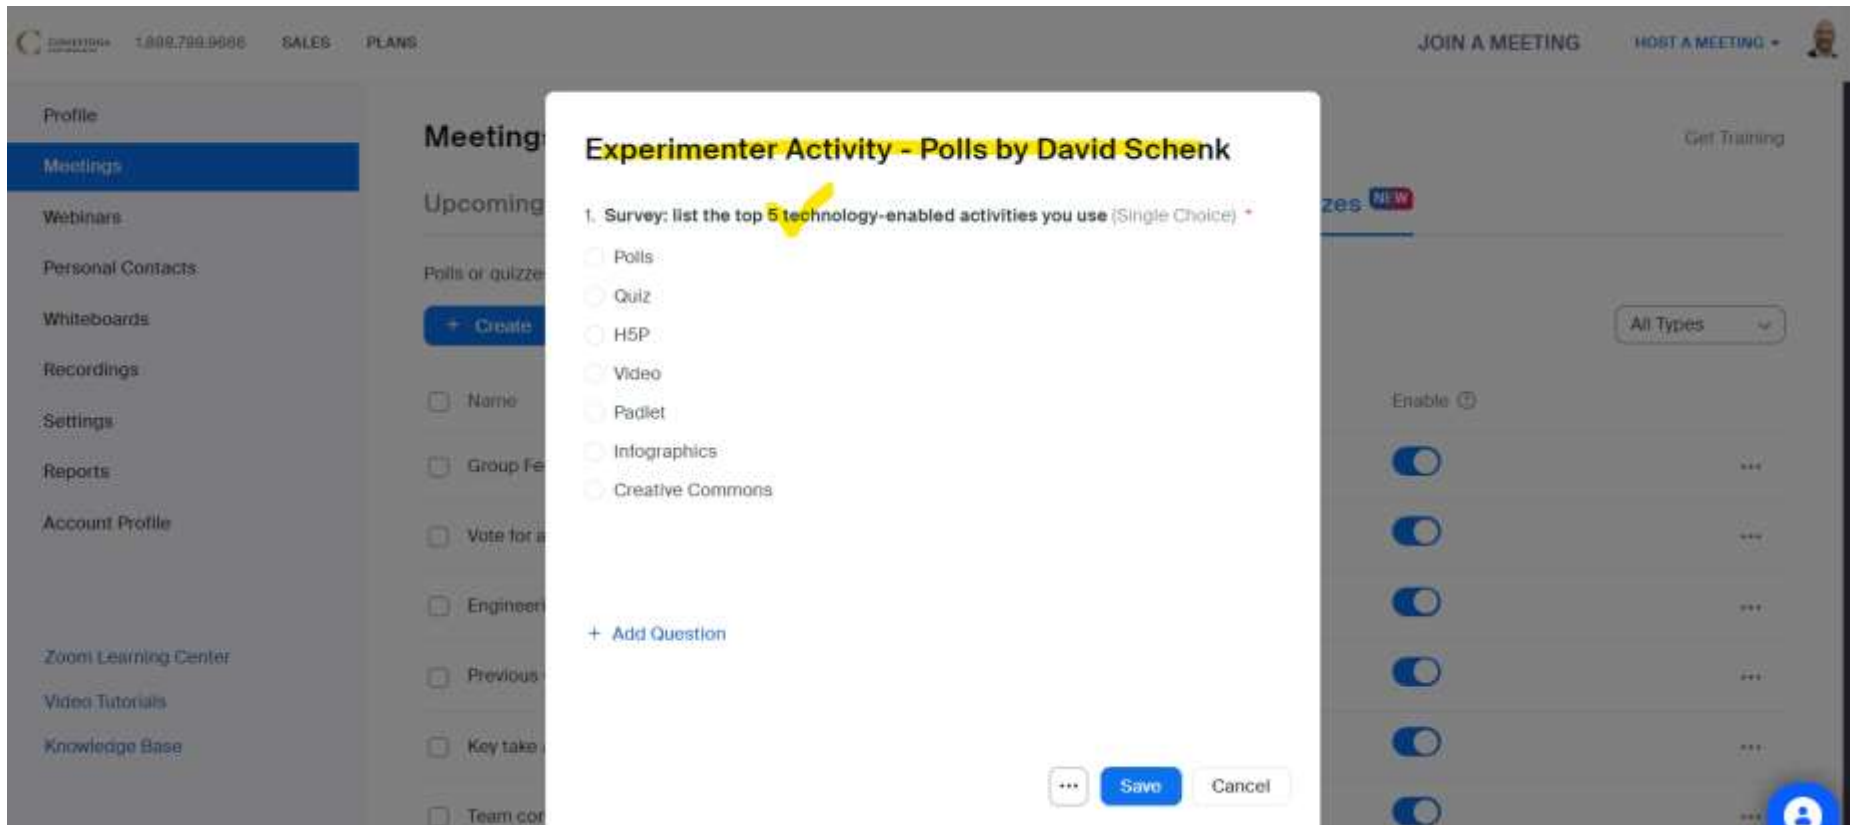 1.888.799.9666 SALES PLANS JOIN A MEETING HOST A MEETING
Profile
Meetings
Webinars
Personal Contacts
Whiteboards
Recordings
Settings
Reports
Account Profile
Zoom Learning Center
Video Tutorials
Knowledge Base
Meeting
Get Training
Upcoming
zes NEW
Polls or quizze
+ Create
All Types
Name
Enable
Group Fe
Vote for a
Engineeri
Previous
Key take
Team cor
Experimenter Activity - Polls by David Schenk
1. Survey: list the top 5 technology-enabled activities you use (Single Choice) *
Polls
Quiz
H5P
Video
Padlet
Infographics
Creative Commons
+ Add Question
... Save Cancel